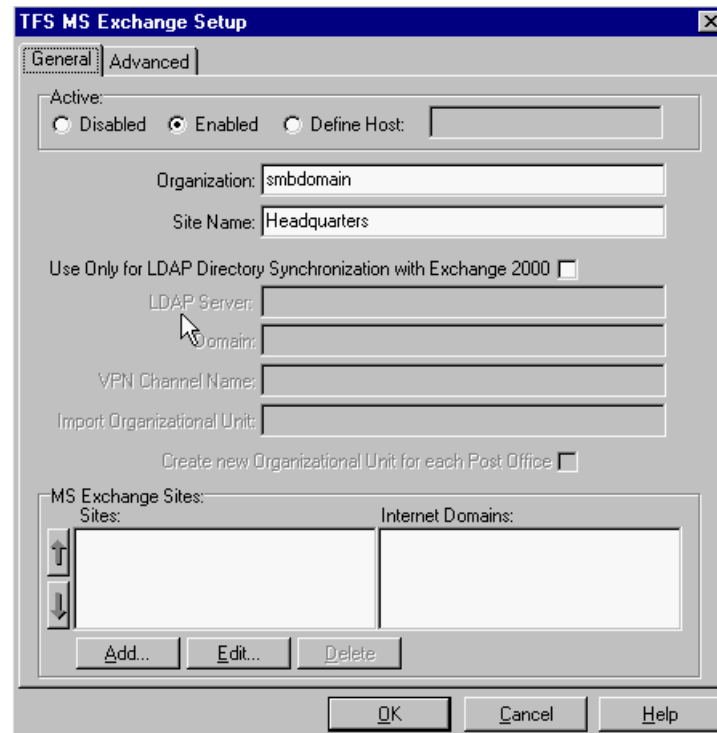 TFS MS Exchange Setup
General Advanced
Active:
Disabled Enabled Define Host:
Organization: smbdomain
Site Name: Headquarters
Use Only for LDAP Directory Synchronization with Exchange 2000
LDAP Server:
Domain:
VPN Channel Name:
Import Organizational Unit:
Create new Organizational Unit for each Post Office
MS Exchange Sites:
Sites: Internet Domains:
Add... Edit... Delete
OK Cancel Help